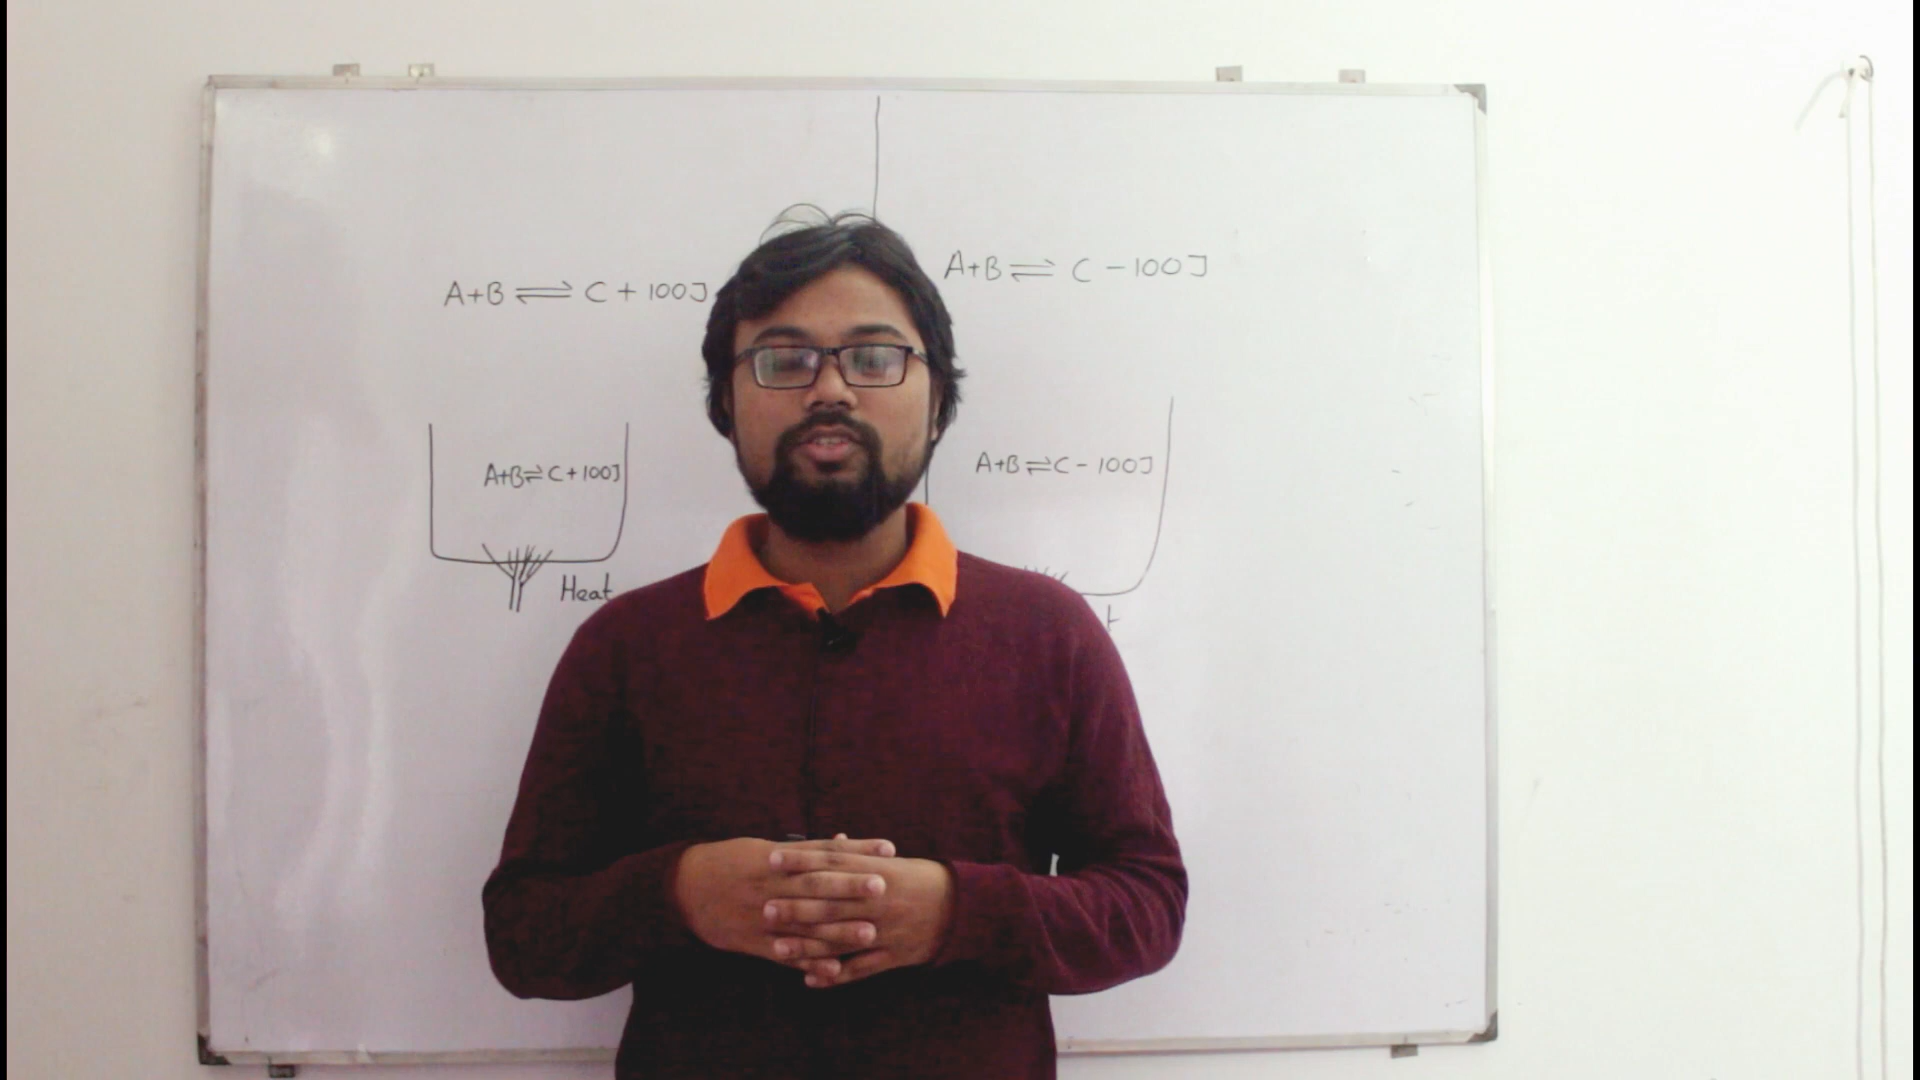 A+B ⇌ C + 100J
A+B ⇌ C - 100J
A+B ⇌ C + 100J
Heat
A+B ⇌ C - 100J